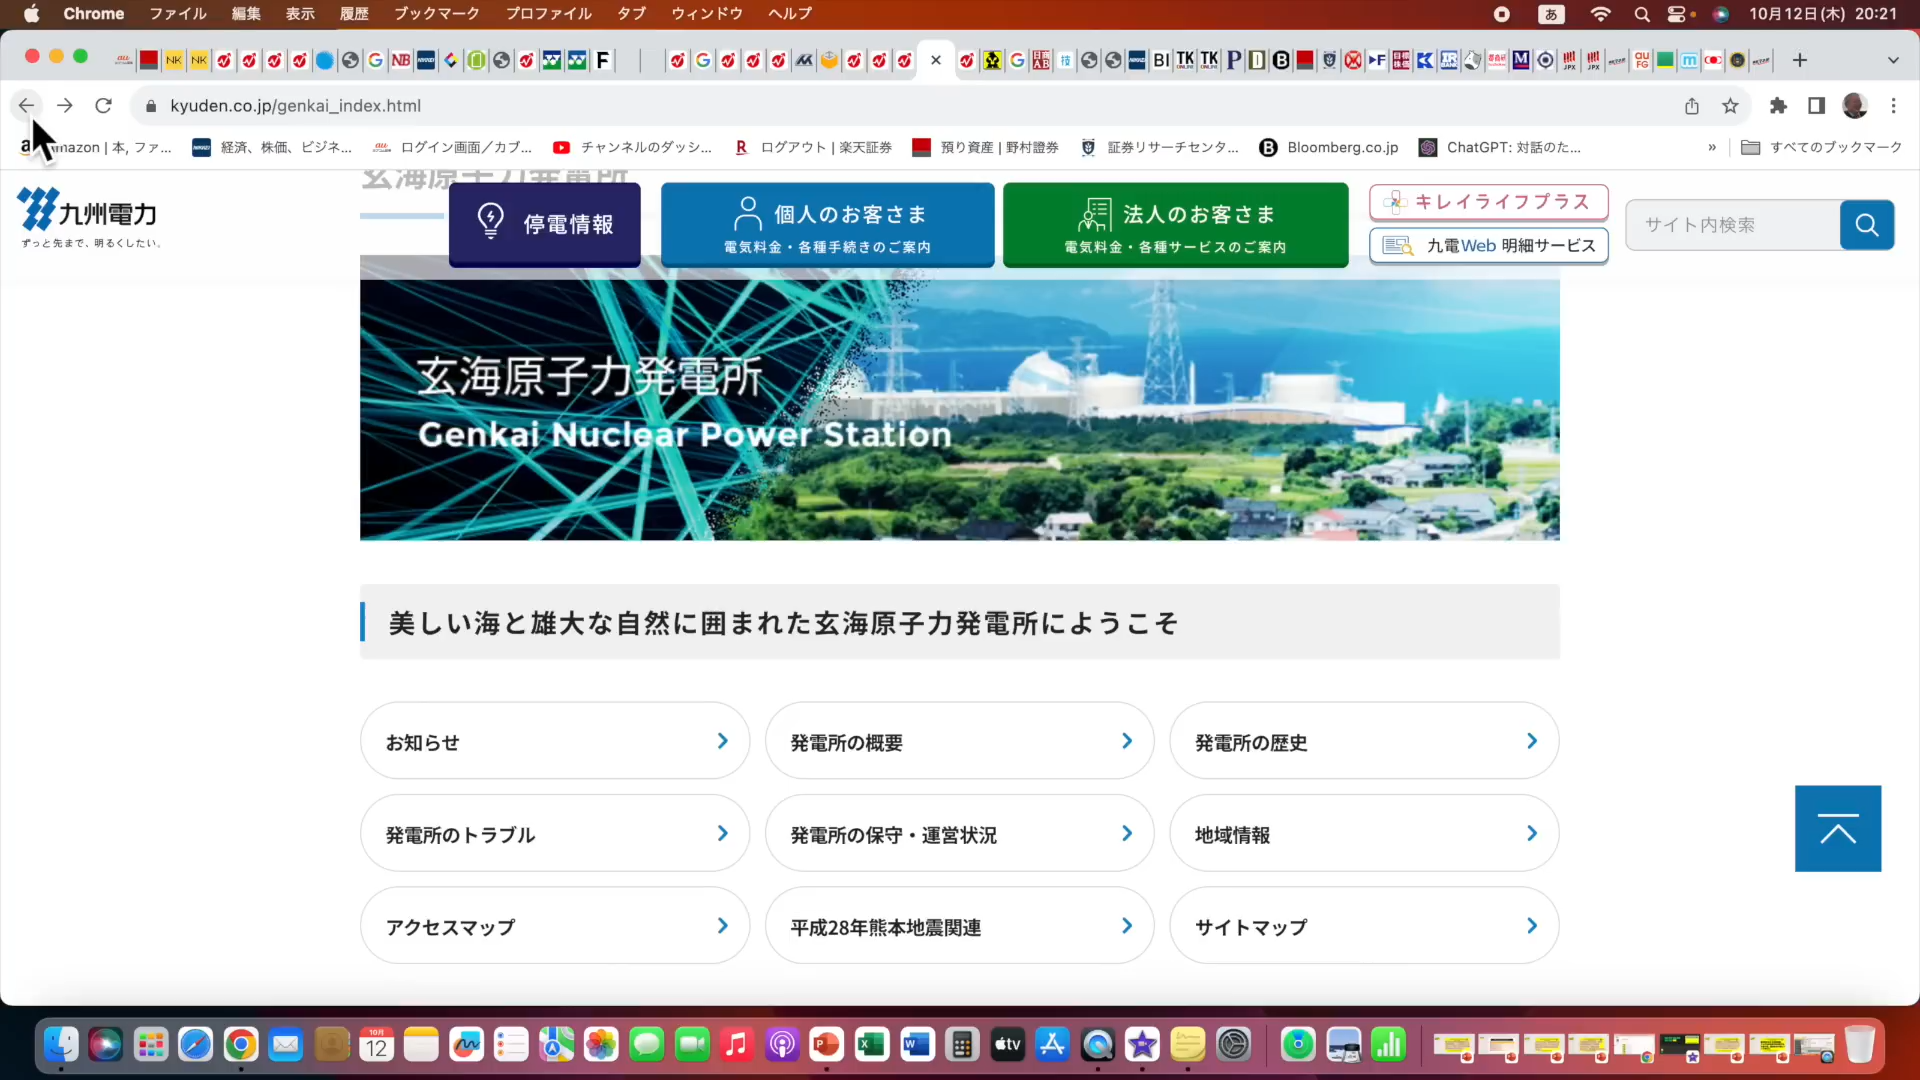 Chrome ファイル 編集 表示 履歴 ブックマーク プロファイル タブ ウィンドウ ヘルプ あ 10月12日(木) 20:21
kyuden.co.jp/genkai_index.html
mazon | 本, ファ... 経済、株価、ビジネ... ログイン画面／カブ... チャンネルのダッシ... ログアウト | 楽天証券 預り資産 | 野村證券 証券リサーチセンタ... Bloomberg.co.jp ChatGPT: 対話のた... » すべてのブックマーク
玄海原子力発電所
九州電力
ずっと先まで、明るくしたい。
停電情報
個人のお客さま
電気料金・各種手続きのご案内
法人のお客さま
電気料金・各種サービスのご案内
キレイライフプラス
九電Web 明細サービス
サイト内検索
玄海原子力発電所
Genkai Nuclear Power Station
美しい海と雄大な自然に囲まれた玄海原子力発電所にようこそ
お知らせ
発電所の概要
発電所の歴史
発電所のトラブル
発電所の保守・運営状況
地域情報
アクセスマップ
平成28年熊本地震関連
サイトマップ
10月
12
tv